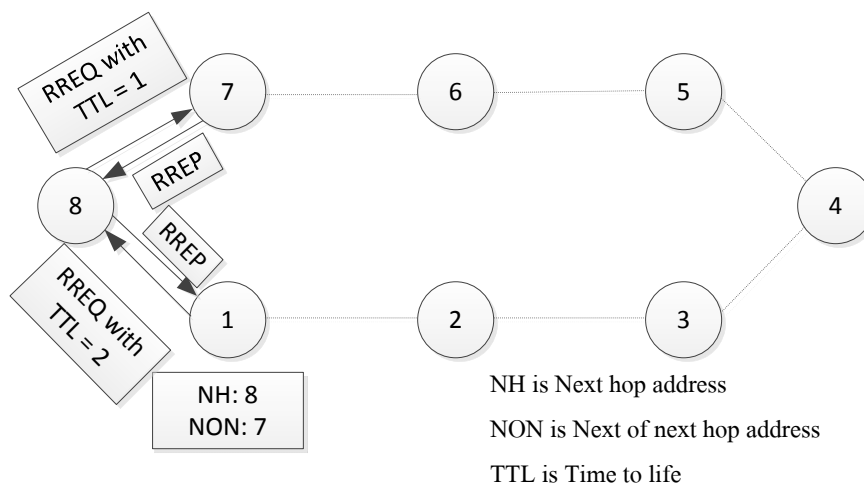 RREQ with
TTL = 1
7
6
5
RREP
8
4
RREP
RREQ with
TTL = 2
1
2
3
NH: 8
NON: 7
NH is Next hop address
NON is Next of next hop address
TTL is Time to life